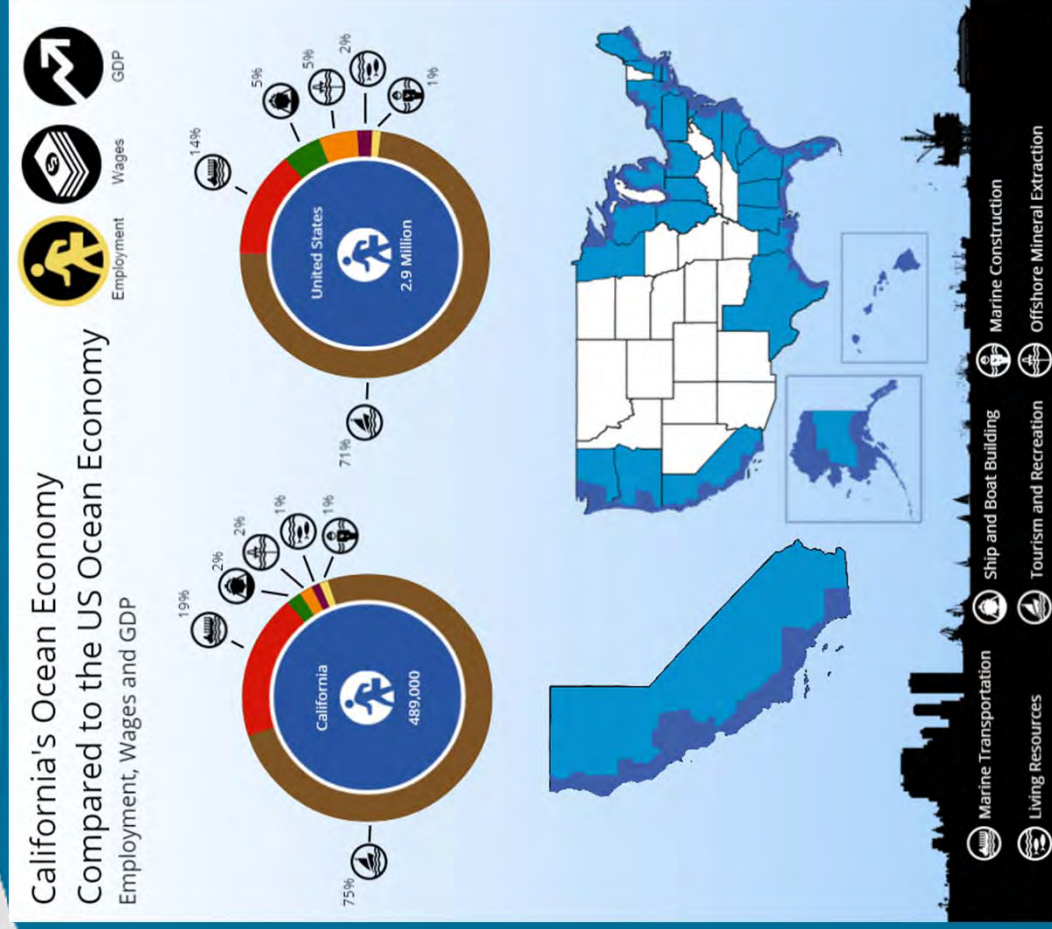 California's Ocean Economy
Compared to the US Ocean Economy
Employment, Wages and GDP
Employment
Wages
GDP
California
489,000
75%
19%
2%
2%
1%
1%
United States
2.9 Million
71%
14%
5%
5%
2%
1%
Marine Transportation
Ship and Boat Building
Marine Construction
Living Resources
Tourism and Recreation
Offshore Mineral Extraction